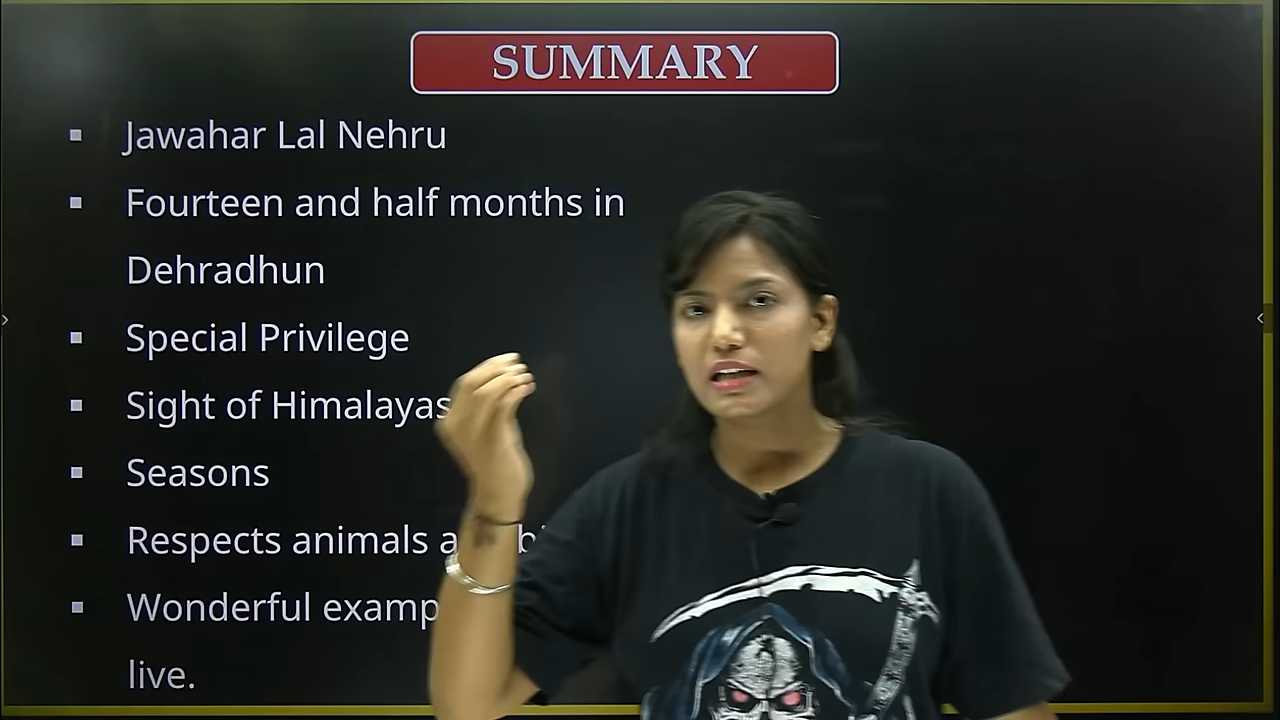 SUMMARY
▪ Jawahar Lal Nehru
▪ Fourteen and half months in
Dehradhun
▪ Special Privilege
▪ Sight of Himalayas
▪ Seasons
▪ Respects animals
▪ Wonderful
live.